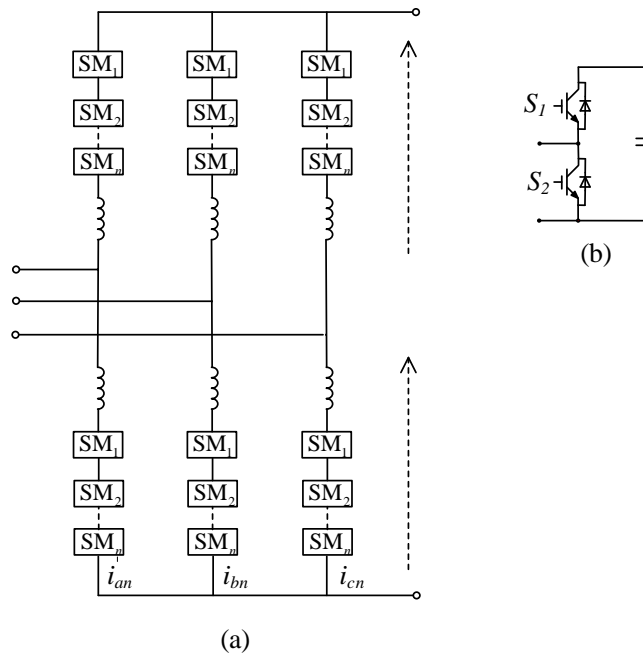 SM1 SM1 SM1
SM2 SM2 SM2
SMn SMn SMn
S1
S2
(b)
SM1 SM1 SM1
SM2 SM2 SM2
SMn SMn SMn
ian ibn icn
(a)